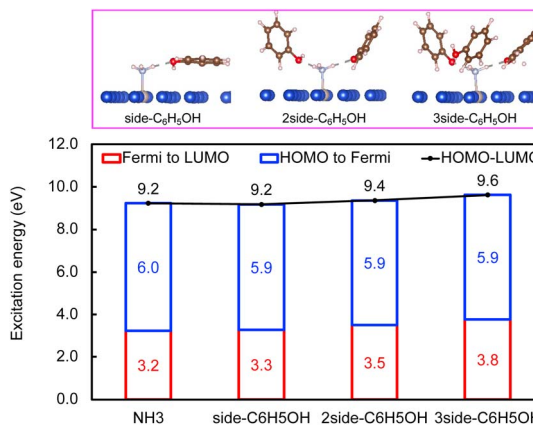 side-C₆H₅OH
2side-C₆H₅OH
3side-C₆H₅OH
Excitation energy (eV)
12.0
10.0
8.0
6.0
4.0
2.0
0.0
Fermi to LUMO
HOMO to Fermi
HOMO-LUMO
9.2
9.2
9.4
9.6
6.0
5.9
5.9
5.9
3.2
3.3
3.5
3.8
NH3
side-C6H5OH
2side-C6H5OH
3side-C6H5OH